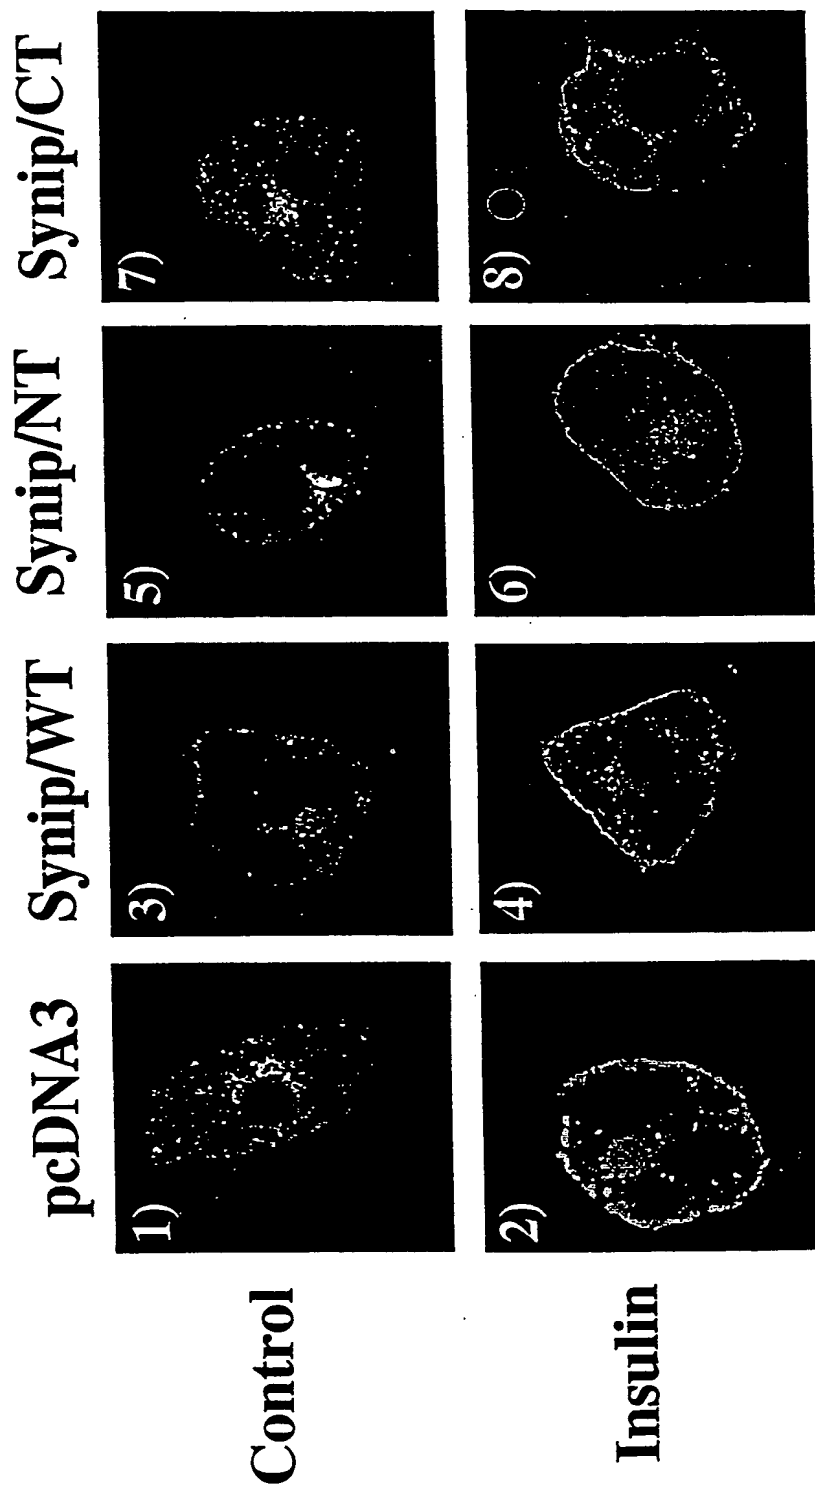 pcDNA3 Synip/WT Synip/NT Synip/CT
Control 1) 3) 5) 7)
Insulin 2) 4) 6) 8)